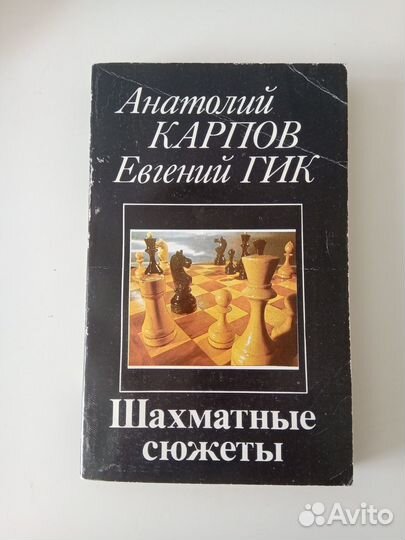 Анатолий
КАРПОВ
Евгений ГИК
Шахматные
сюжеты
Avito